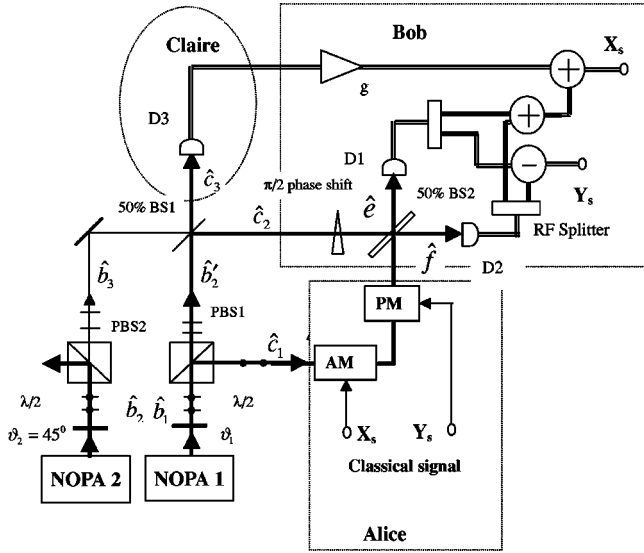 Claire
Bob
X_s
g
D3
D1
ĉ_3
π/2 phase shift
ê
50% BS2
Y_s
50% BS1
ĉ_2
RF Splitter
b̂_3
b̂′_2
f̂
D2
PBS2
PBS1
PM
ĉ_1
AM
λ/2
b̂_2
b̂_1
λ/2
ϑ_2 = 45⁰
ϑ_1
X_s
Y_s
NOPA 2
NOPA 1
Classical signal
Alice